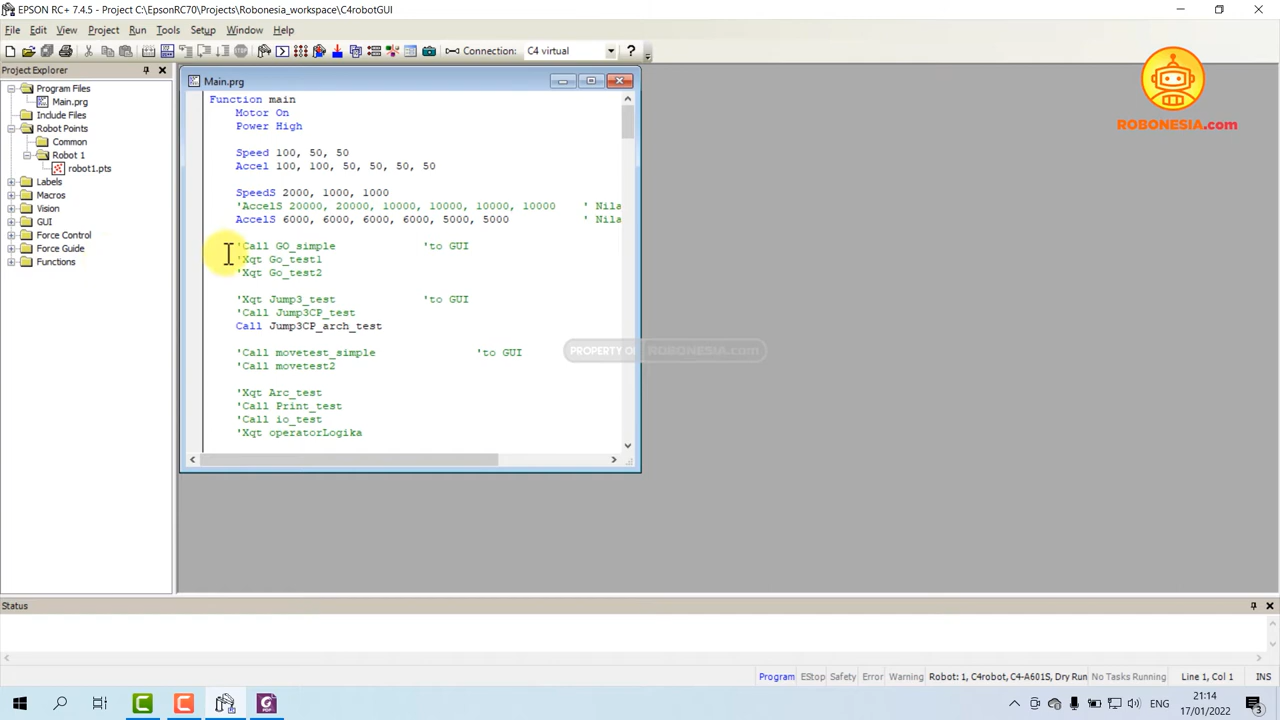 EPSON RC+ 7.4.5 - Project C:\EpsonRC70\Projects\Robonesia_workspace\C4robotGUI
File Edit View Project Run Tools Setup Window Help
Connection: C4 virtual
Project Explorer
Program Files
Main.prg
Include Files
Robot Points
Common
Robot 1
robot1.pts
Labels
Macros
Vision
GUI
Force Control
Force Guide
Functions
Main.prg
Function main
Motor On
Power High
Speed 100, 50, 50
Accel 100, 100, 50, 50, 50, 50
SpeedS 2000, 1000, 1000
'AccelS 20000, 20000, 10000, 10000, 10000, 10000 ' Nila
AccelS 6000, 6000, 6000, 6000, 5000, 5000 ' Nila
'Call GO_simple 'to GUI
'Xqt Go_test1
'Xqt Go_test2
'Xqt Jump3_test 'to GUI
'Call Jump3CP_test
Call Jump3CP_arch_test
'Call movetest_simple 'to GUI
'Call movetest2
'Xqt Arc_test
'Call Print_test
'Call io_test
'Xqt operatorLogika
ROBONESIA.com
PROPERTY OF ROBONESIA.com
Status
Program EStop Safety Error Warning Robot: 1, C4robot, C4-A601S, Dry Run No Tasks Running Line 1, Col 1 INS
ENG
21:14
17/01/2022
3